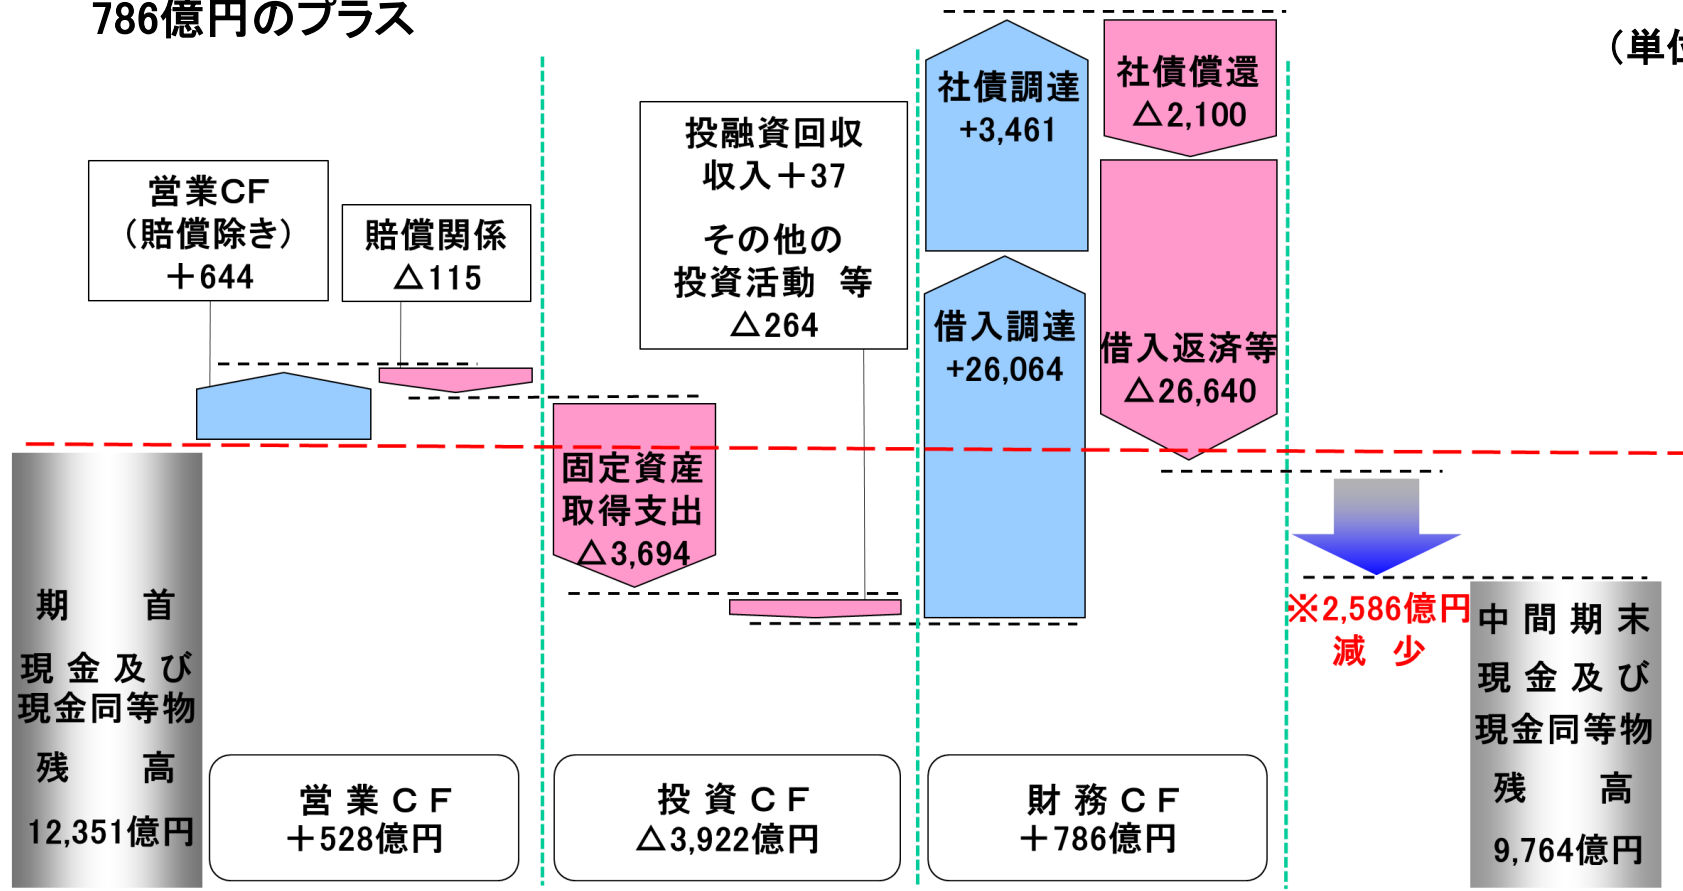 786億円のプラス
（単位
営業ＣＦ
（賠償除き）
＋644
賠償関係
△115
投融資回収
収入＋37
その他の
投資活動　等
△264
固定資産
取得支出
△3,694
社債調達
+3,461
借入調達
+26,064
社債償還
△2,100
借入返済等
△26,640
期　首
現金及び
現金同等物
残　高
12,351億円
営業ＣＦ
＋528億円
投資ＣＦ
△3,922億円
財務ＣＦ
＋786億円
※2,586億円
減　少
中間期末
現金及び
現金同等物
残　高
9,764億円